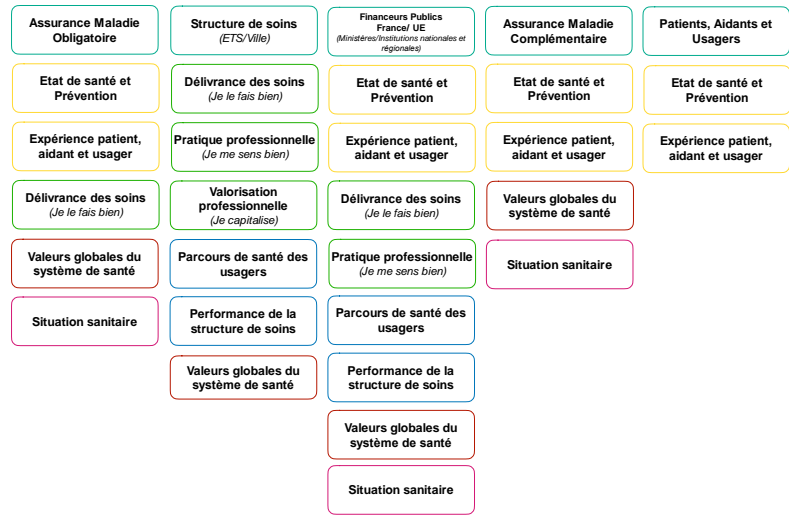 Assurance Maladie
Obligatoire
Etat de santé et
Prévention
Expérience patient,
aidant et usager
Délivrance des soins
(Je le fais bien)
Valeurs globales du
système de santé
Situation sanitaire
Structure de soins
(ETS/Ville)
Délivrance des soins
(Je le fais bien)
Pratique professionnelle
(Je me sens bien)
Valorisation
professionnelle
(Je capitalise)
Parcours de santé des
usagers
Performance de la
structure de soins
Valeurs globales du
système de santé
Financeurs Publics
France/ UE
(Ministères/Institutions nationales et
régionales)
Etat de santé et
Prévention
Expérience patient,
aidant et usager
Délivrance des soins
(Je le fais bien)
Pratique professionnelle
(Je me sens bien)
Parcours de santé des
usagers
Performance de la
structure de soins
Valeurs globales du
système de santé
Situation sanitaire
Assurance Maladie
Complémentaire
Etat de santé et
Prévention
Expérience patient,
aidant et usager
Valeurs globales du
système de santé
Situation sanitaire
Patients, Aidants et
Usagers
Etat de santé et
Prévention
Expérience patient,
aidant et usager